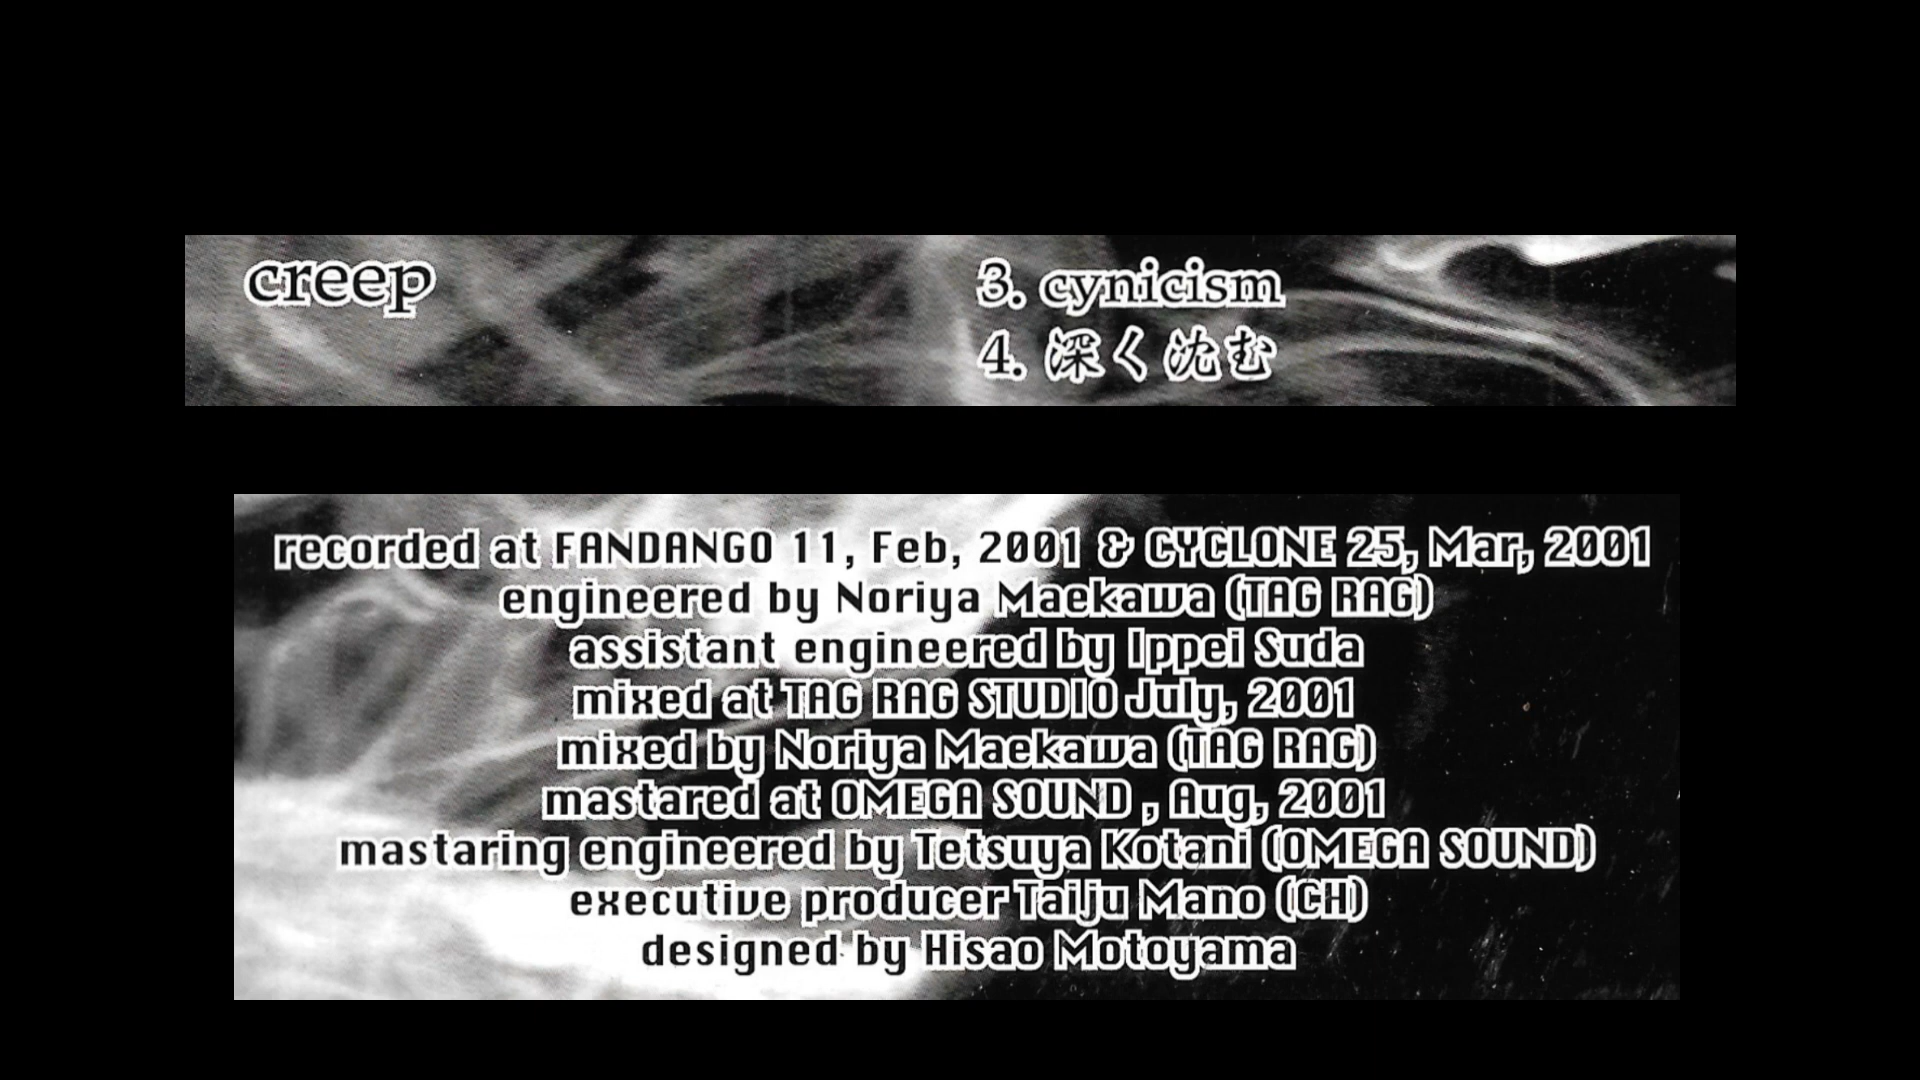 creep
3. cynicism
4. 深く沈む
recorded at FANDANGO 11, Feb, 2001 & CYCLONE 25, Mar, 2001
engineered by Noriya Maekawa (TAG RAG)
assistant engineered by Ippei Suda
mixed at TAG RAG STUDIO July, 2001
mixed by Noriya Maekawa (TAG RAG)
mastared at OMEGA SOUND , Aug, 2001
mastaring engineered by Tetsuya Kotani (OMEGA SOUND)
executive producer Taiju Mano (CH)
designed by Hisao Motoyama